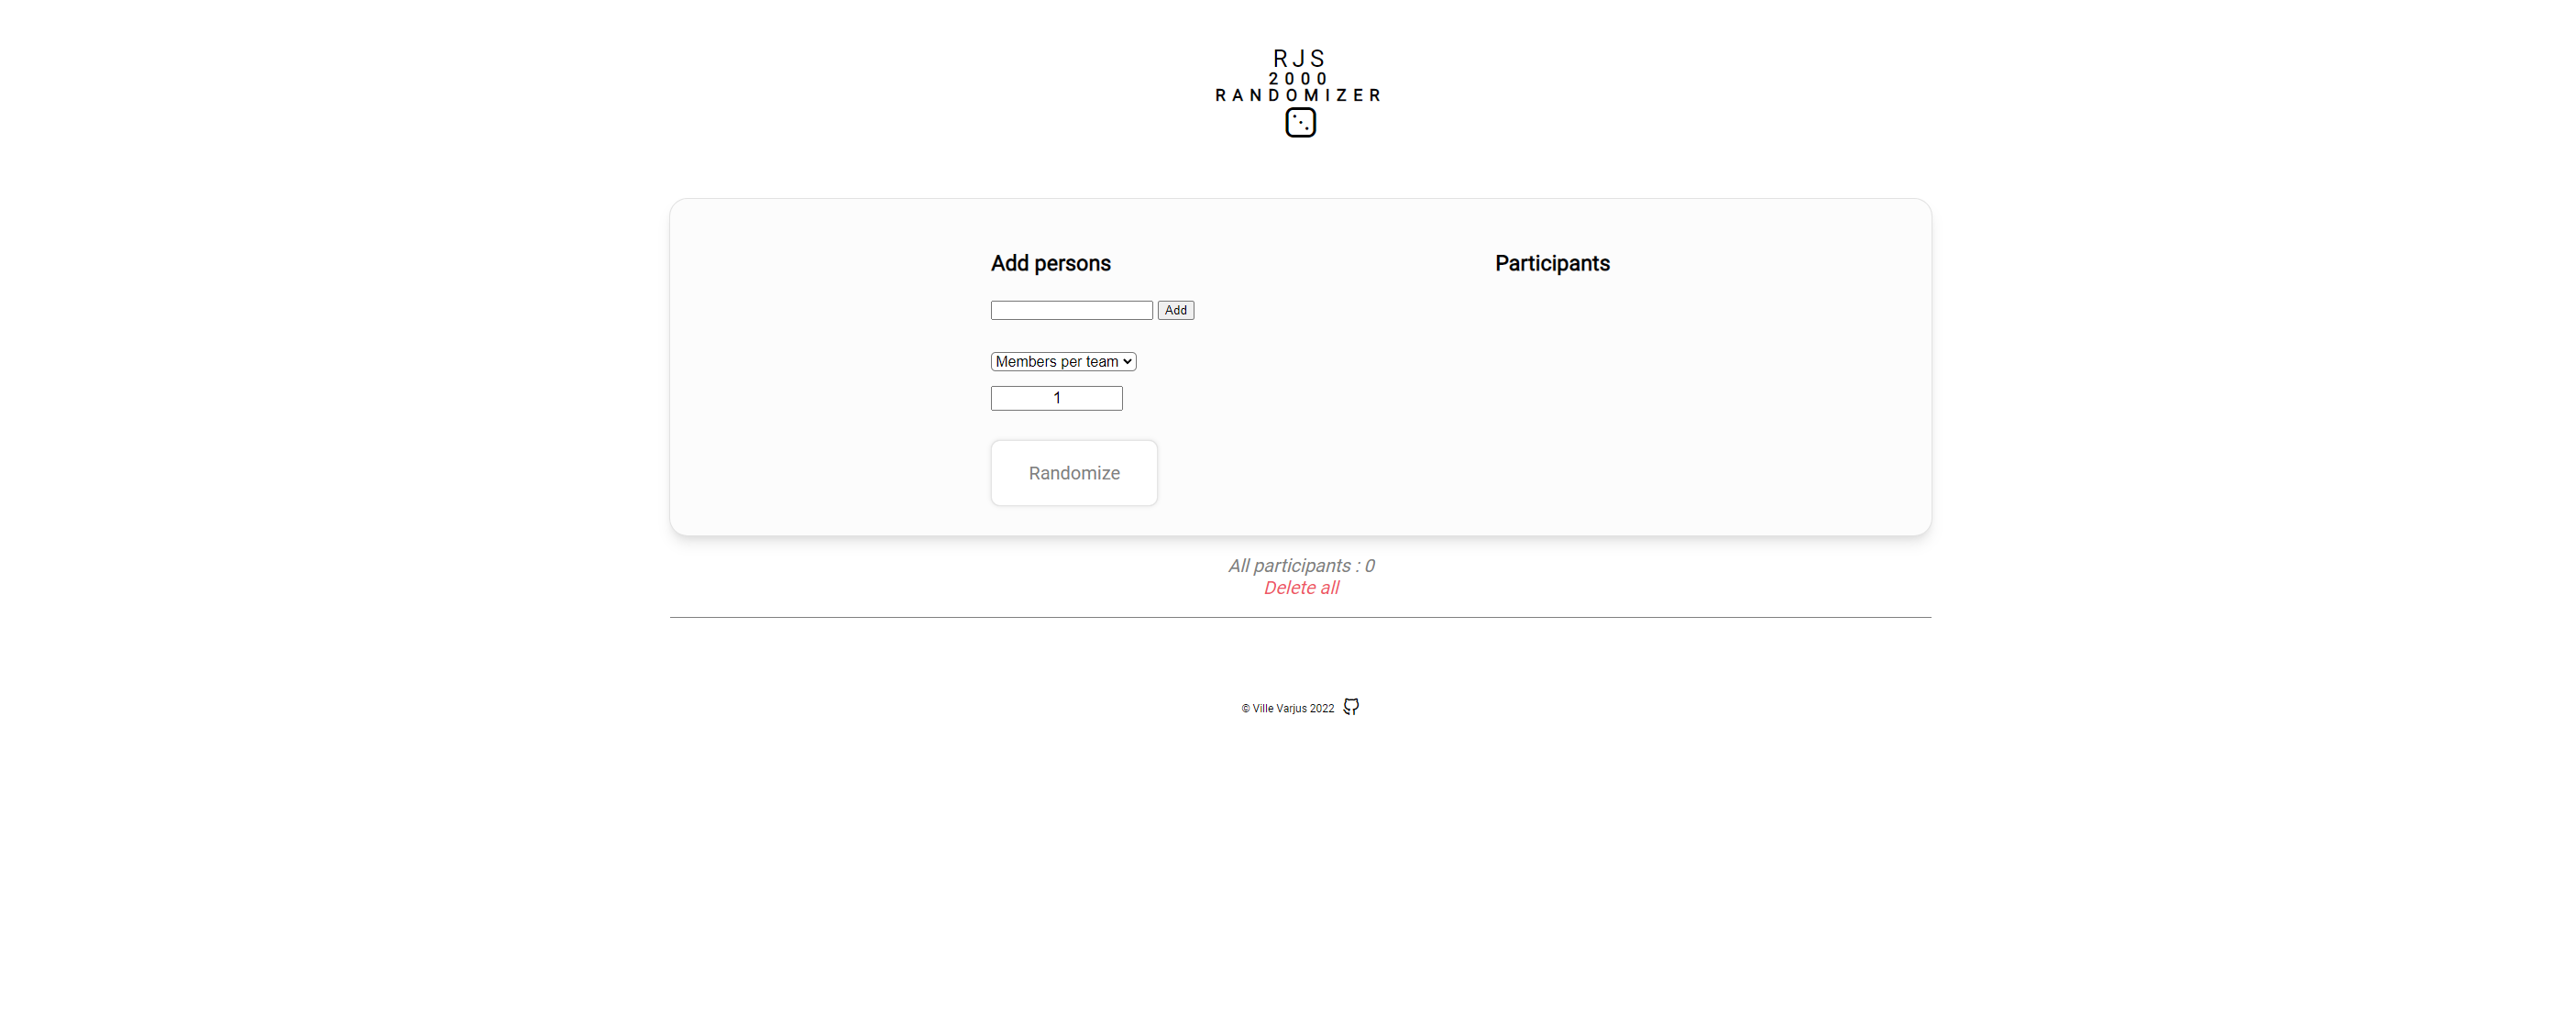 RJS
2000
RANDOMIZER
Add persons
Participants
Add
Members per team
1
Randomize
All participants : 0
Delete all
© Ville Varjus 2022